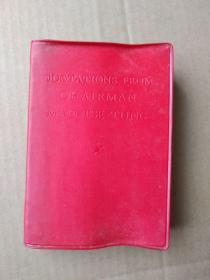 QUOTATIONS FROM
CHAIRMAN
MAO TSE-TUNG